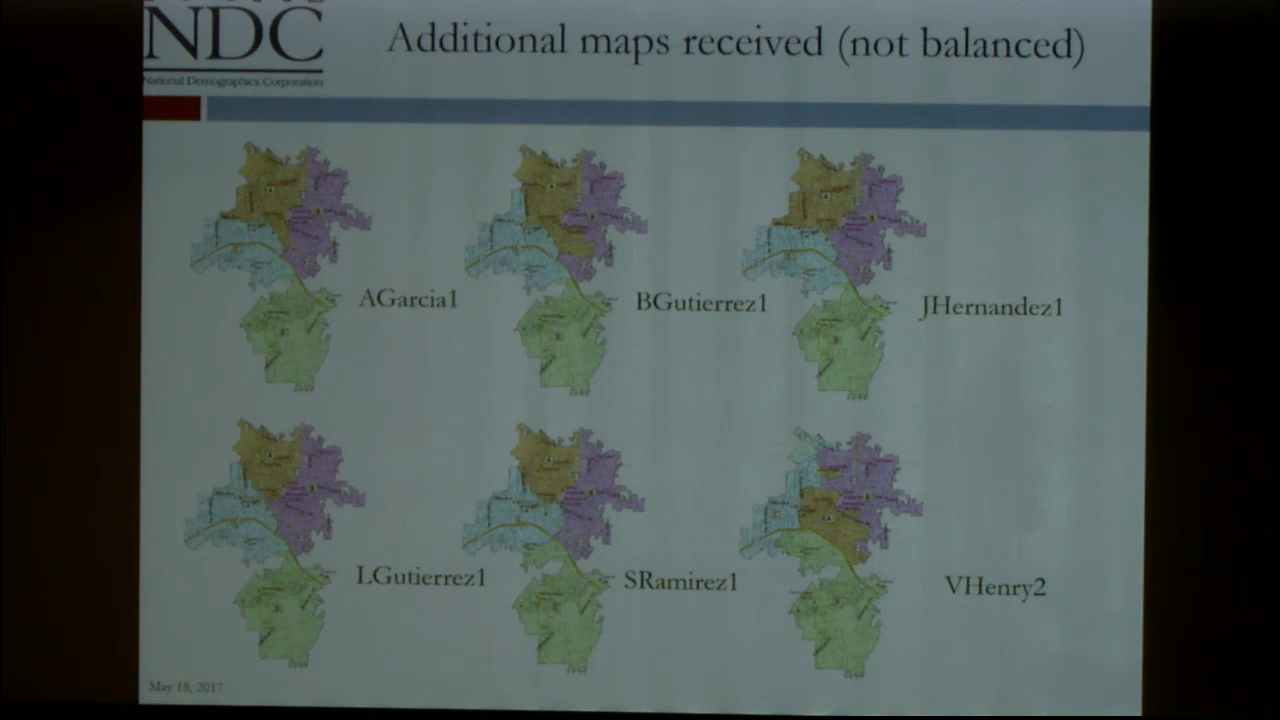 NDC
National Demographics Corporation
Additional maps received (not balanced)
AGarcia1
BGutierrez1
JHernandez1
LGutierrez1
SRamirez1
VHenry2
May 18, 2017